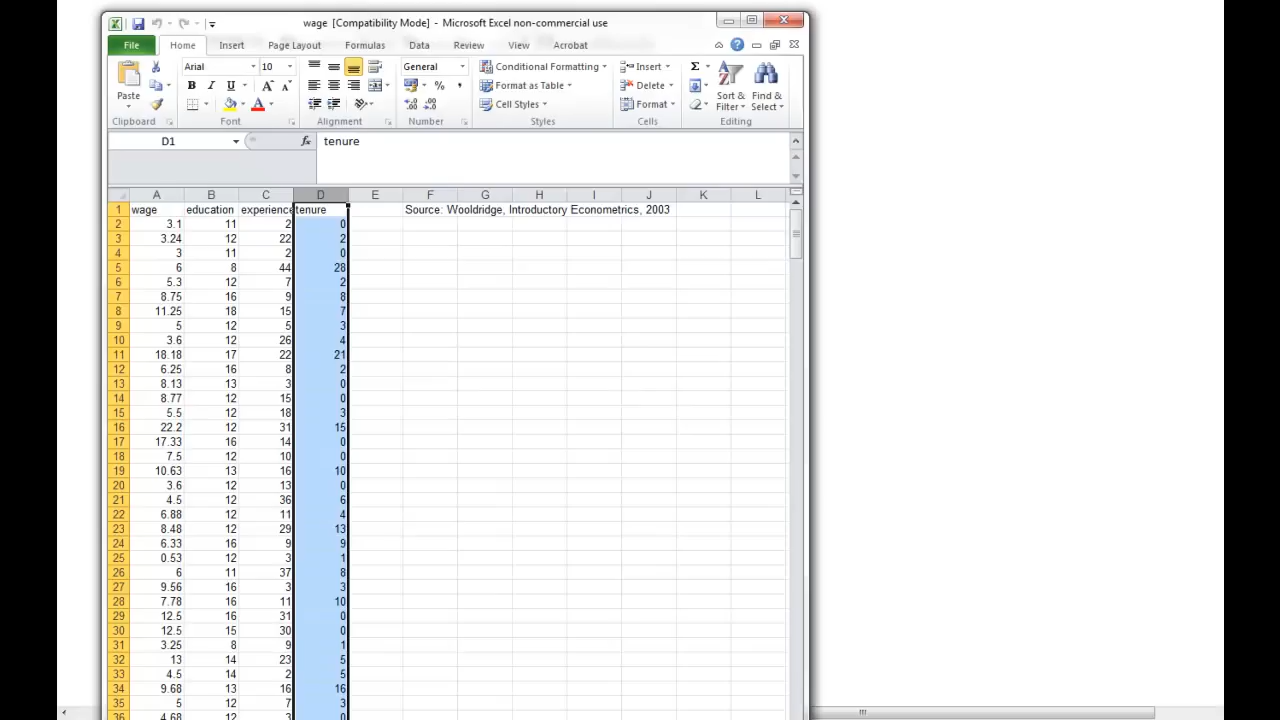 wage [Compatibility Mode] - Microsoft Excel non-commercial use
File Home Insert Page Layout Formulas Data Review View Acrobat
Arial 10 General Conditional Formatting Insert Σ
Paste B I U % , Format as Table Delete Sort & Filter Find & Select
A Cell Styles Format
Clipboard Font Alignment Number Styles Cells Editing
D1 fx tenure
A B C D E F G H I J K L
1 wage education experience tenure Source: Wooldridge, Introductory Econometrics, 2003
2 3.1 11 2 0
3 3.24 12 22 2
4 3 11 2 0
5 6 8 44 28
6 5.3 12 7 2
7 8.75 16 9 8
8 11.25 18 15 7
9 5 12 5 3
10 3.6 12 26 4
11 18.18 17 22 21
12 6.25 16 8 2
13 8.13 13 3 0
14 8.77 12 15 0
15 5.5 12 18 3
16 22.2 12 31 15
17 17.33 16 14 0
18 7.5 12 10 0
19 10.63 13 16 10
20 3.6 12 13 0
21 4.5 12 36 6
22 6.88 12 11 4
23 8.48 12 29 13
24 6.33 16 9 9
25 0.53 12 3 1
26 6 11 37 8
27 9.56 16 3 3
28 7.78 16 11 10
29 12.5 16 31 0
30 12.5 15 30 0
31 3.25 8 9 1
32 13 14 23 5
33 4.5 14 2 5
34 9.68 13 16 16
35 5 12 7 3
36 4.68 12 3 0